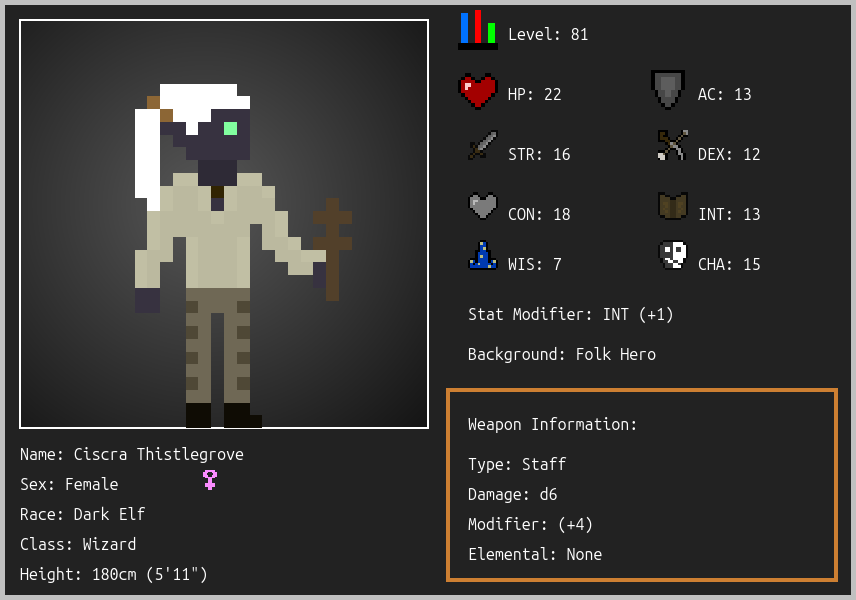 Level: 81
HP: 22
AC: 13
STR: 16
DEX: 12
CON: 18
INT: 13
WIS: 7
CHA: 15
Stat Modifier: INT (+1)
Background: Folk Hero
Weapon Information:
Type: Staff
Damage: d6
Modifier: (+4)
Elemental: None
Name: Ciscra Thistlegrove
Sex: Female
Race: Dark Elf
Class: Wizard
Height: 180cm (5'11")